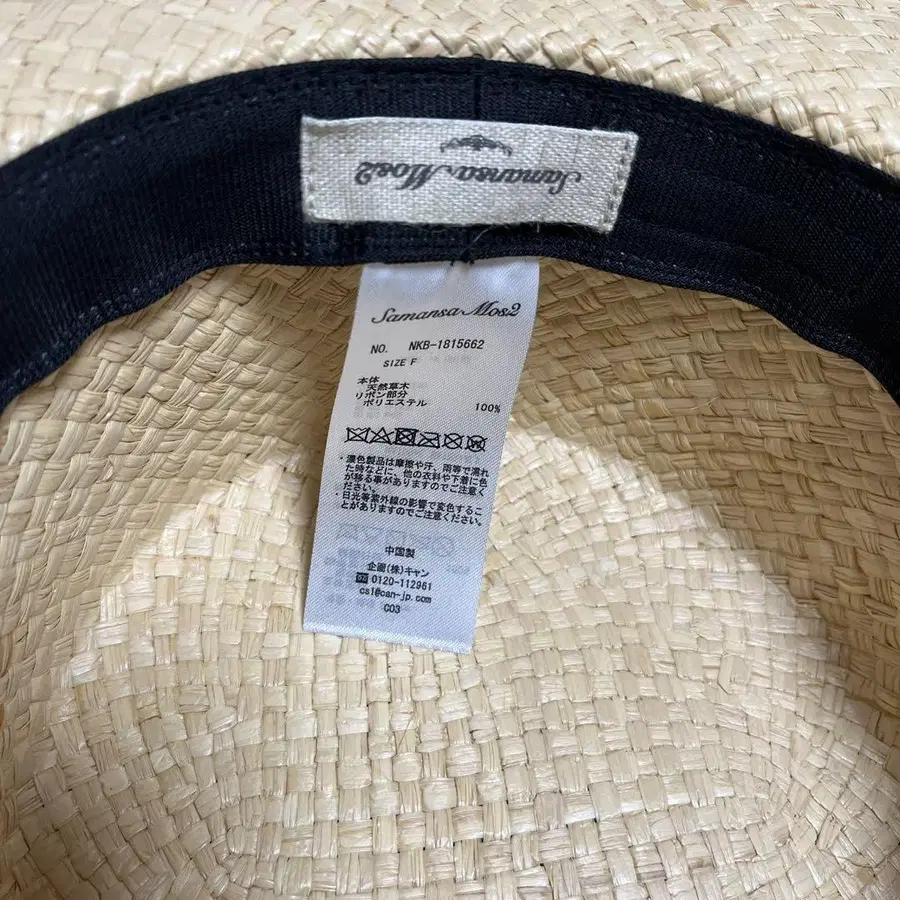 Samansa Mos2
Samansa Mos2
NO. NKB-1815662
SIZE F
本体
天然草木
リボン部分
ポリエステル 100%
・濃色製品は摩擦や汗、雨等で濡れ
た時などに、他の衣料や下着に色
が移る事がありますのでご注意く
ださい。
・日光等紫外線の影響で変色するこ
とがありますのでご注意ください。
中国製
企画(株)キャン
0120-112961
cs1@can-jp.com
C03